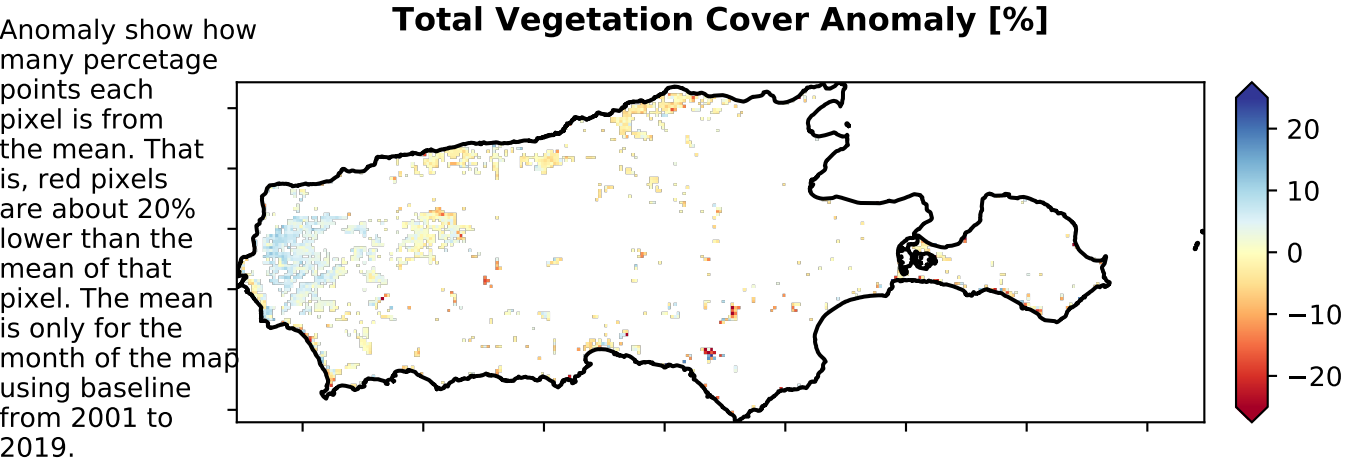 Total Vegetation Cover Anomaly [%]
Anomaly show how
many percetage
points each
pixel is from
the mean. That
is, red pixels
are about 20%
lower than the
mean of that
pixel. The mean
is only for the
month of the map
using baseline
from 2001 to
2019.
20
10
0
−10
−20